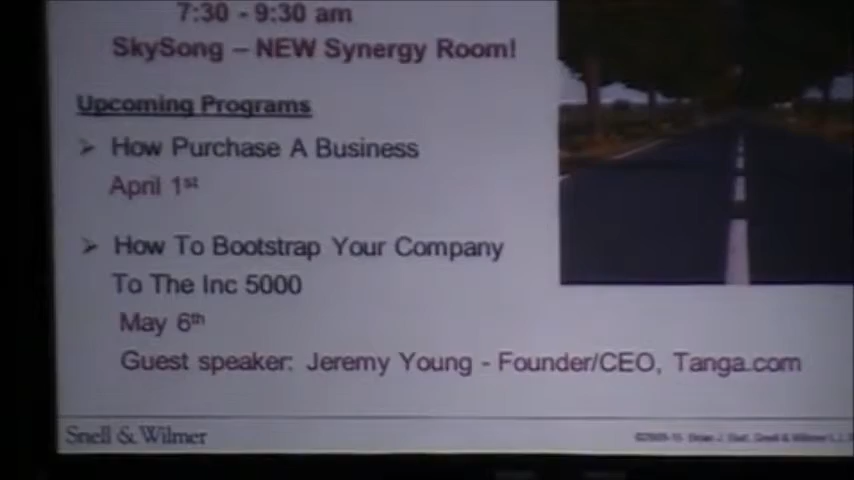 7:30 - 9:30 am
SkySong – NEW Synergy Room!
Upcoming Programs
➢ How Purchase A Business
April 1st
➢ How To Bootstrap Your Company
To The Inc 5000
May 6th
Guest speaker: Jeremy Young - Founder/CEO, Tanga.com
Snell & Wilmer